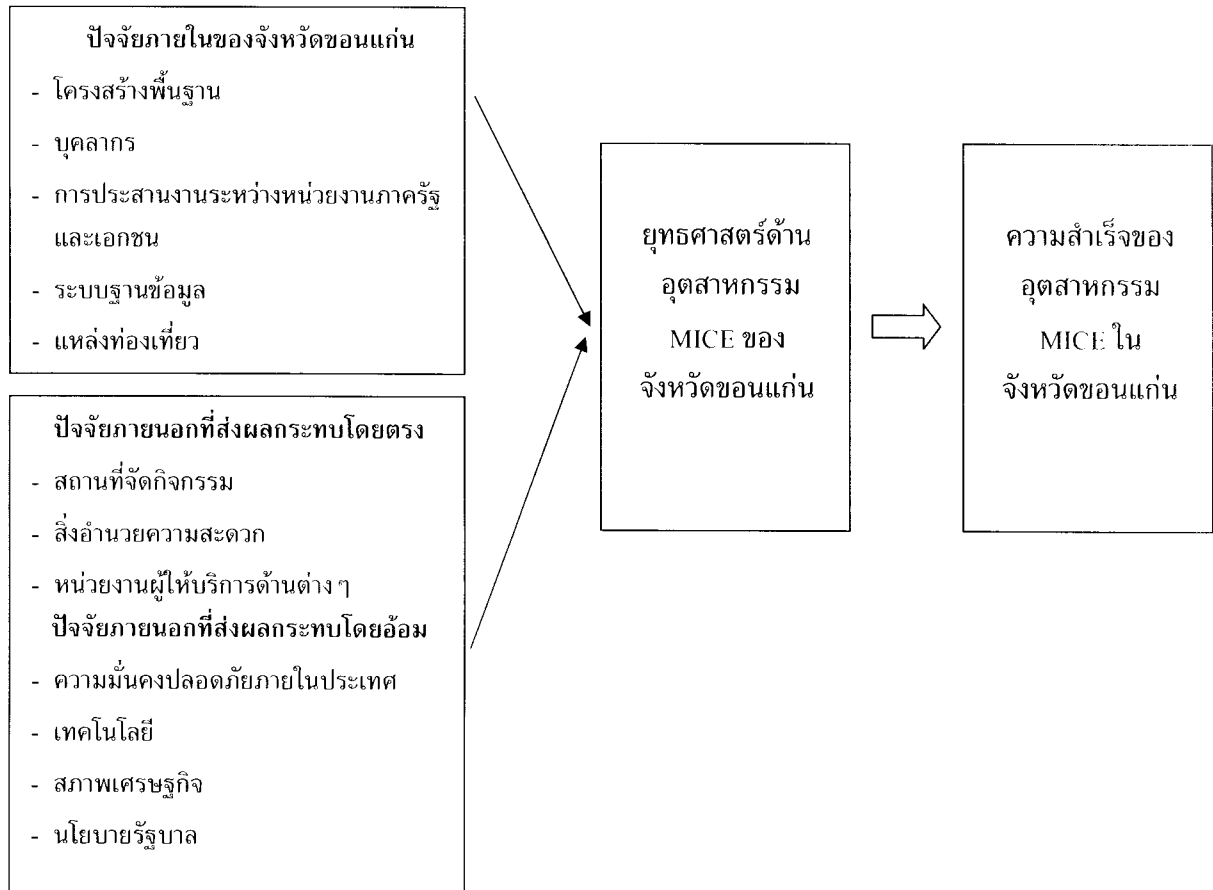 ปัจจัยภายในของจังหวัดขอนแก่น
- โครงสร้างพื้นฐาน
- บุคลากร
- การประสานงานระหว่างหน่วยงานภาครัฐ
และเอกชน
- ระบบฐานข้อมูล
- แหล่งท่องเที่ยว
ปัจจัยภายนอกที่ส่งผลกระทบโดยตรง
- สถานที่จัดกิจกรรม
- สิ่งอำนวยความสะดวก
- หน่วยงานผู้ให้บริการด้านต่าง ๆ
ปัจจัยภายนอกที่ส่งผลกระทบโดยอ้อม
- ความมั่นคงปลอดภัยภายในประเทศ
- เทคโนโลยี
- สภาพเศรษฐกิจ
- นโยบายรัฐบาล
ยุทธศาสตร์ด้าน
อุตสาหกรรม
MICE ของ
จังหวัดขอนแก่น
ความสำเร็จของ
อุตสาหกรรม
MICE ใน
จังหวัดขอนแก่น